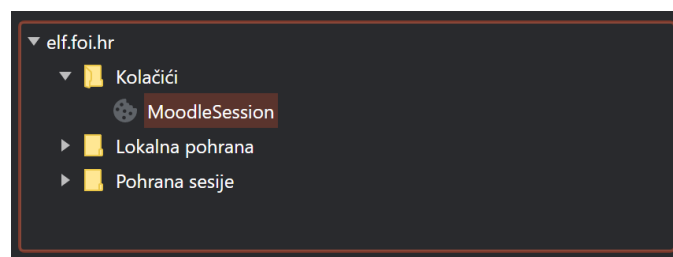 elf.foi.hr
Kolačići
MoodleSession
Lokalna pohrana
Pohrana sesije